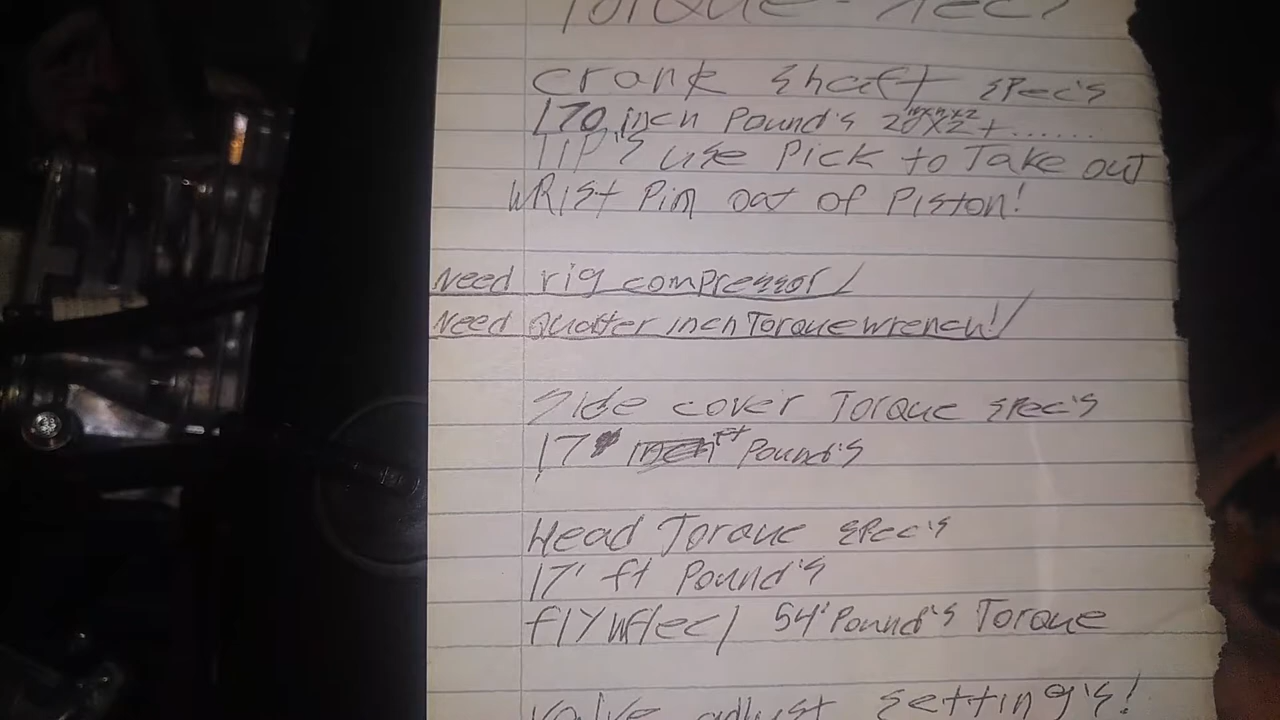 Torque - Specs
crank shaft spec's
170 inch Pound's
TIP'S use Pick to Take out
WRist Pin out of Piston!
Need rig compressor/
Need Quarter inch Torque wrench!/
Side cover Torque spec's
17 ft Pound's
Head Torque spec's
17' ft Pound's
flywheel 54' Pound's Torque
valve adjust setting's!